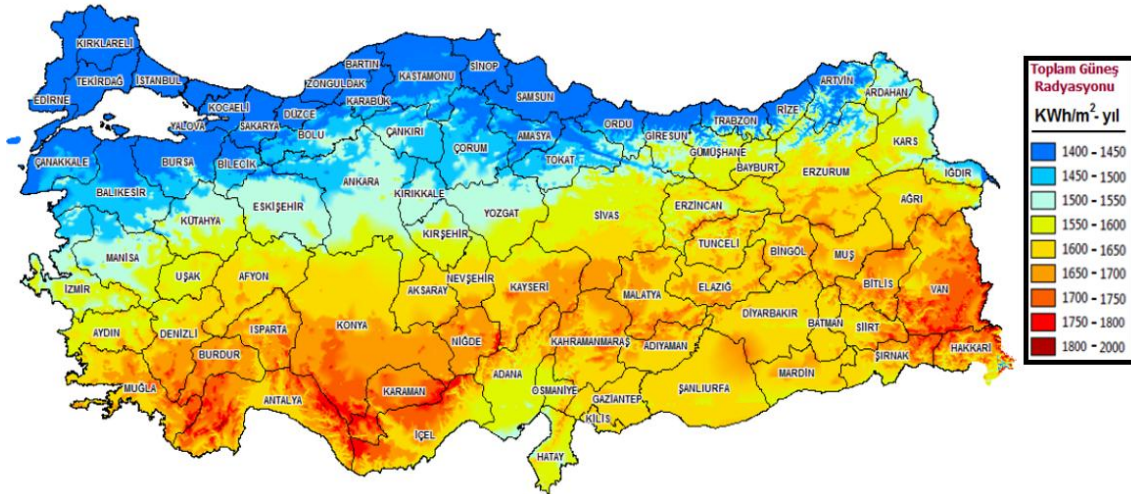 KIRKLARELİ
TEKİRDAĞ
İSTANBUL
EDİRNE
KOCAELİ
YALOVA
SAKARYA
DÜZCE
ZONGULDAK
BARTIN
KARABÜK
KASTAMONU
SİNOP
SAMSUN
BOLU
ÇANKIRI
ÇORUM
AMASYA
ORDU
TOKAT
GİRESUN
TRABZON
RİZE
ARTVİN
ARDAHAN
GÜMÜŞHANE
BAYBURT
KARS
ERZURUM
IĞDIR
AĞRI
ÇANAKKALE
BURSA
BİLECİK
BALIKESİR
KÜTAHYA
ESKİŞEHİR
ANKARA
KIRIKKALE
YOZGAT
KIRŞEHİR
SİVAS
ERZİNCAN
TUNCELİ
BİNGÖL
MUŞ
BİTLİS
VAN
MANİSA
İZMİR
UŞAK
AFYON
AKSARAY
NEVŞEHİR
KAYSERİ
MALATYA
ELAZIĞ
DİYARBAKIR
BATMAN
SİİRT
ŞIRNAK
HAKKARİ
AYDIN
DENİZLİ
ISPARTA
BURDUR
KONYA
NİĞDE
KAHRAMANMARAŞ
ADIYAMAN
MARDİN
MUĞLA
ANTALYA
KARAMAN
İÇEL
ADANA
OSMANİYE
GAZİANTEP
KİLİS
ŞANLIURFA
HATAY
Toplam Güneş
Radyasyonu
KWh/m²- yıl
1400 - 1450
1450 - 1500
1500 - 1550
1550 - 1600
1600 - 1650
1650 - 1700
1700 - 1750
1750 - 1800
1800 - 2000